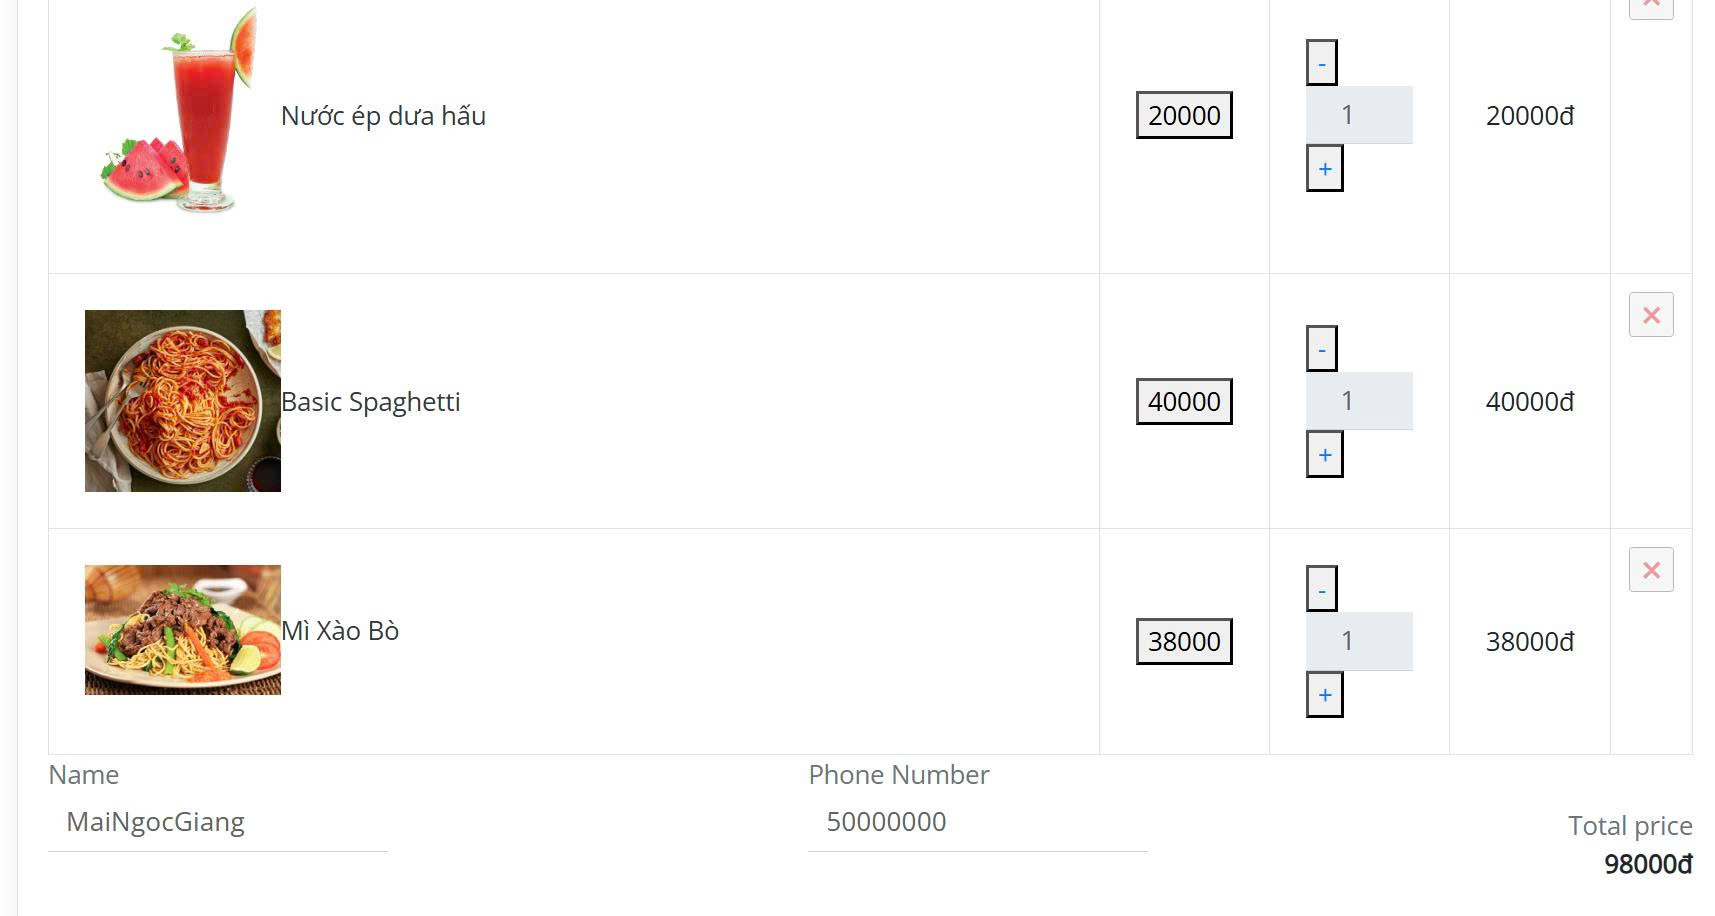 -
Nước ép dưa hấu 20000 1 20000đ
+
-
Basic Spaghetti 40000 1 40000đ
+
-
Mì Xào Bò 38000 1 38000đ
+
Name Phone Number
MaiNgocGiang 50000000
Total price
98000đ